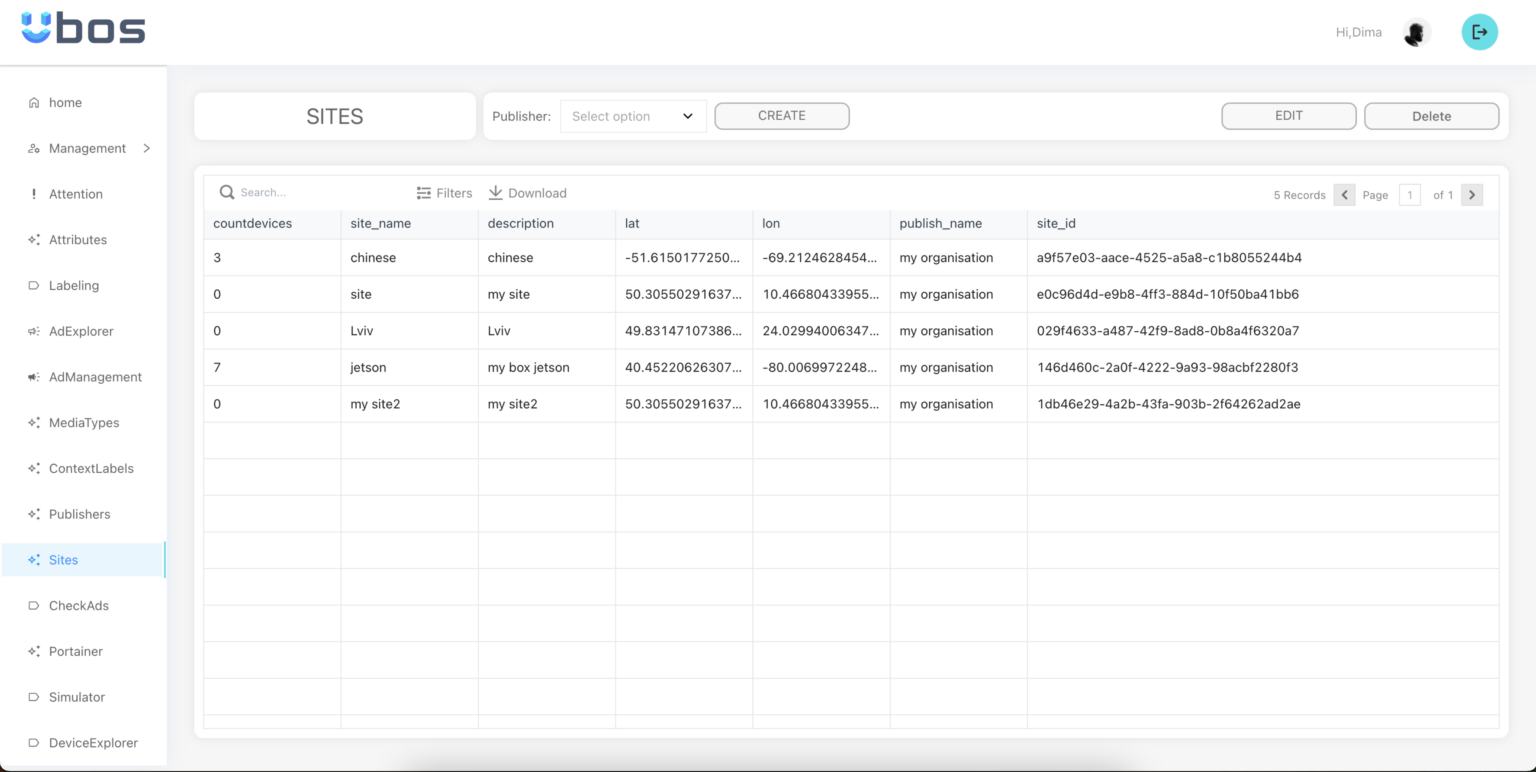 Ubos
Hi,Dima
home
Management
Attention
Attributes
Labeling
AdExplorer
AdManagement
MediaTypes
ContextLabels
Publishers
Sites
CheckAds
Portainer
Simulator
DeviceExplorer
SITES
Publisher: Select option CREATE EDIT Delete
Search... Filters Download 5 Records Page 1 of 1
countdevices site_name description lat lon publish_name site_id
3 chinese chinese -51.6150177250... -69.2124628454... my organisation a9f57e03-aace-4525-a5a8-c1b8055244b4
0 site my site 50.30550291637... 10.46680433955... my organisation e0c96d4d-e9b8-4ff3-884d-10f50ba41bb6
0 Lviv Lviv 49.83147107386... 24.02994006347... my organisation 029f4633-a487-42f9-8ad8-0b8a4f6320a7
7 jetson my box jetson 40.45220626307... -80.0069972248... my organisation 146d460c-2a0f-4222-9a93-98acbf2280f3
0 my site2 my site2 50.30550291637... 10.46680433955... my organisation 1db46e29-4a2b-43fa-903b-2f64262ad2ae